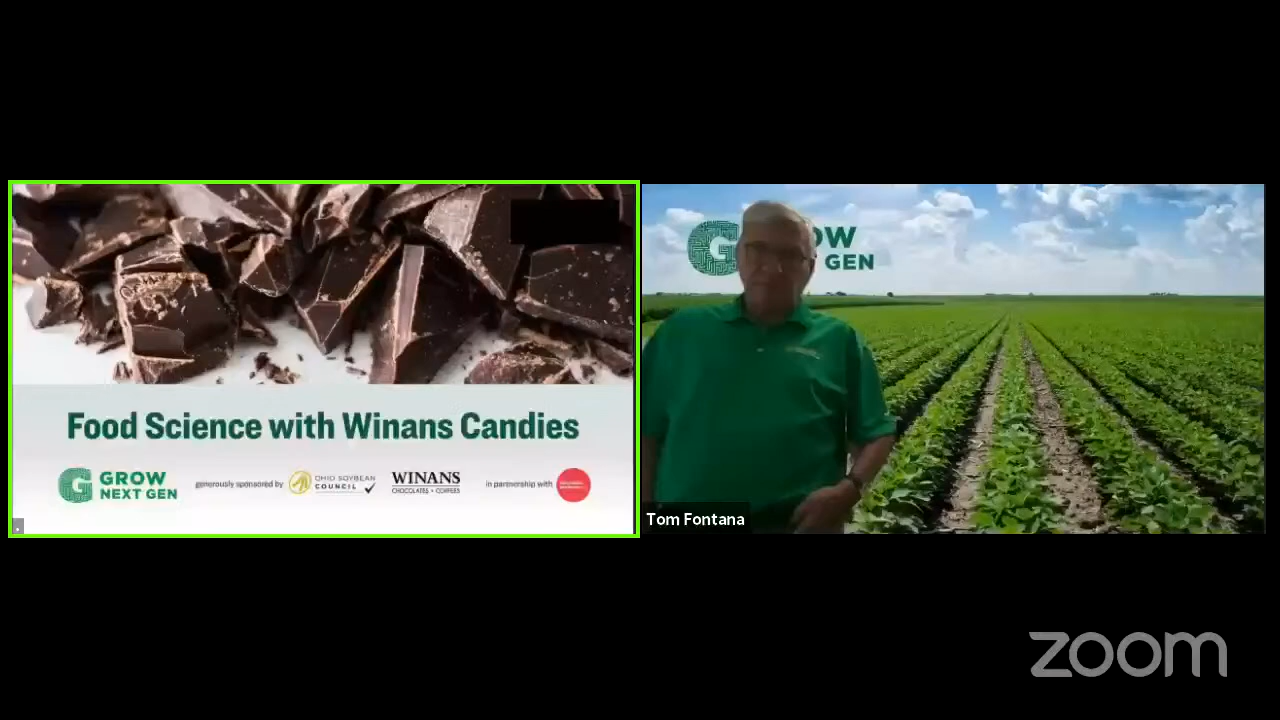 Food Science with Winans Candies
GROW
NEXT GEN
generously sponsored by
OHIO SOYBEAN
COUNCIL
WINANS
CHOCOLATES + COFFEES
in partnership with
G
OW
GEN
Tom Fontana
zoom